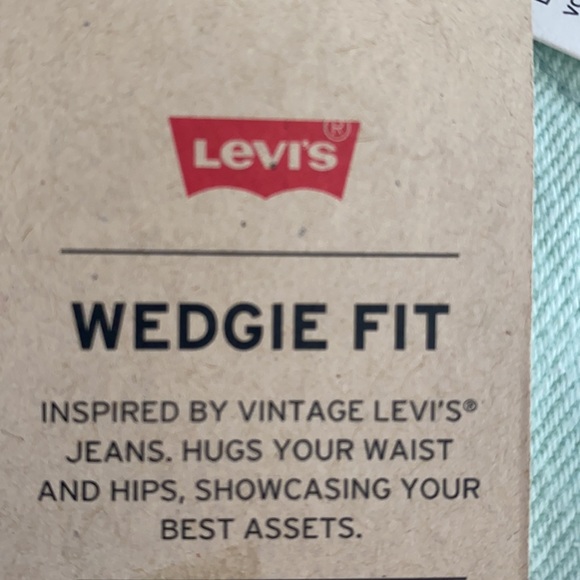 Levi's®
WEDGIE FIT
INSPIRED BY VINTAGE LEVI'S®
JEANS. HUGS YOUR WAIST
AND HIPS, SHOWCASING YOUR
BEST ASSETS.